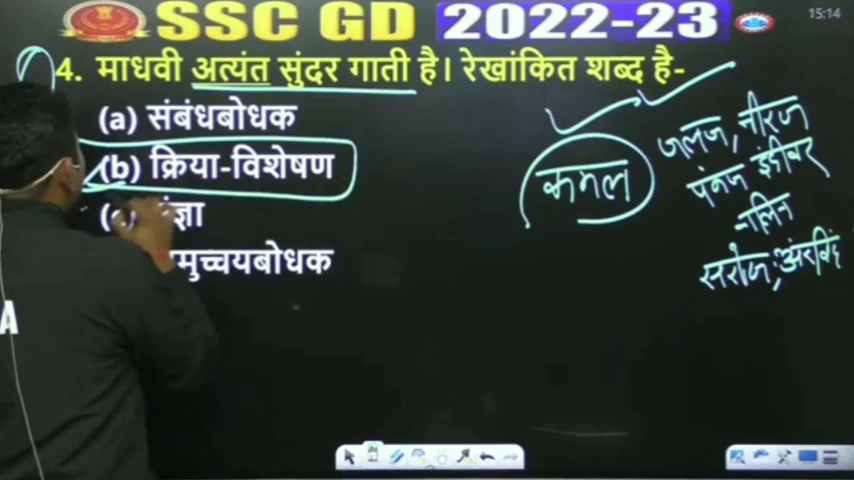 SSC GD 2022-23
15:14
4. माधवी अत्यंत सुंदर गाती है। रेखांकित शब्द है-
(a) संबंधबोधक
(b) क्रिया-विशेषण
मुच्चयबोधक
कमल
जलज, नीरज
पंकज इंदीवर
नलिन
सरोज, अरविंद
A